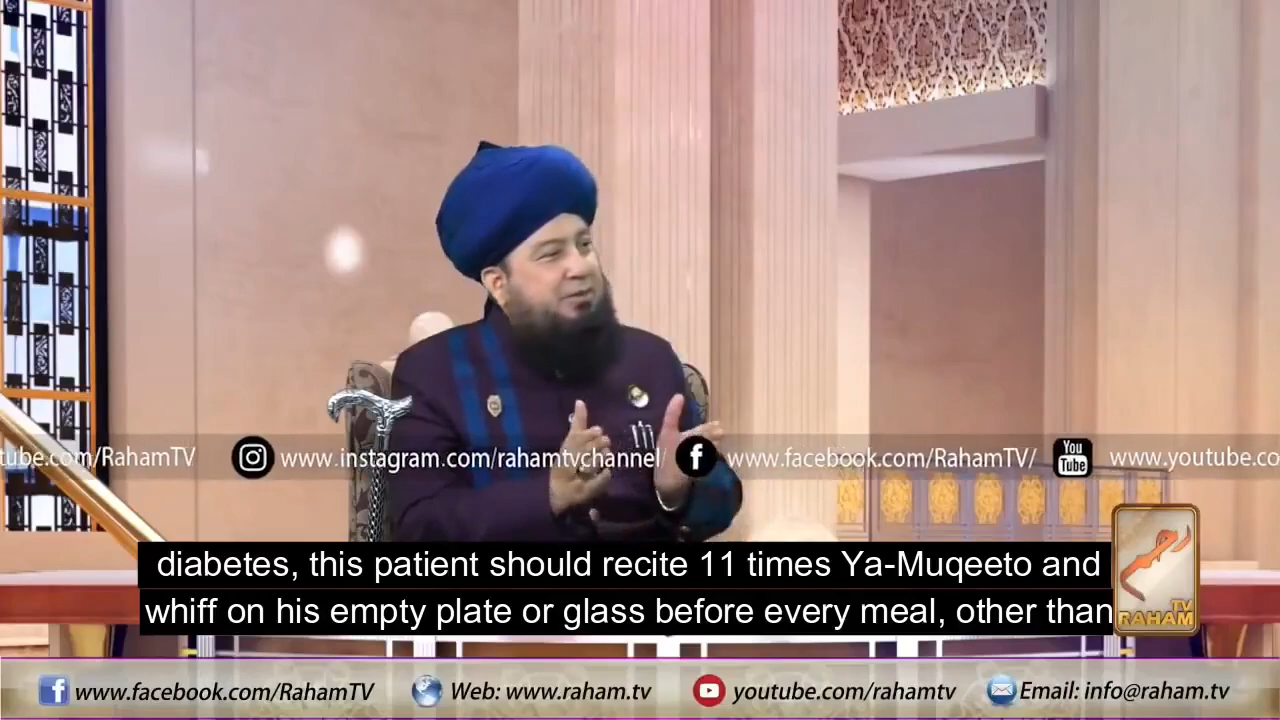 tube.com/RahamTV www.instagram.com/rahamtvchannel/ www.facebook.com/RahamTV/ You Tube www.youtube.co
diabetes, this patient should recite 11 times Ya-Muqeeto and
whiff on his empty plate or glass before every meal, other than
رحم
TV
RAHAM
www.facebook.com/RahamTV Web: www.raham.tv youtube.com/rahamtv Email: info@raham.tv